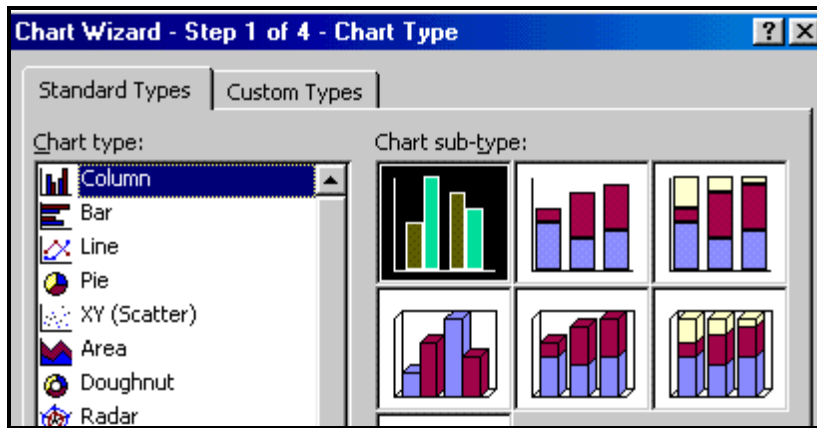 Chart Wizard - Step 1 of 4 - Chart Type
Standard Types
Custom Types
Chart type:
Chart sub-type:
Column
Bar
Line
Pie
XY (Scatter)
Area
Doughnut
Radar